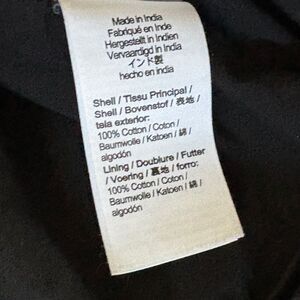 Made in India
Fabriqué en Inde
Hergestellt in Indien
Vervaardigd in India
インド製
hecho en india
Shell / Tissu Principal /
Shell / Bovenstof / 表地 /
tela exterior:
100% Cotton / Coton /
Baumwolle / Katoen / 綿 /
algodón
Lining / Doublure / Futter
/ Voering / 裏地 / forro:
100% Cotton / Coton /
Baumwolle / Katoen / 綿 /
algodón